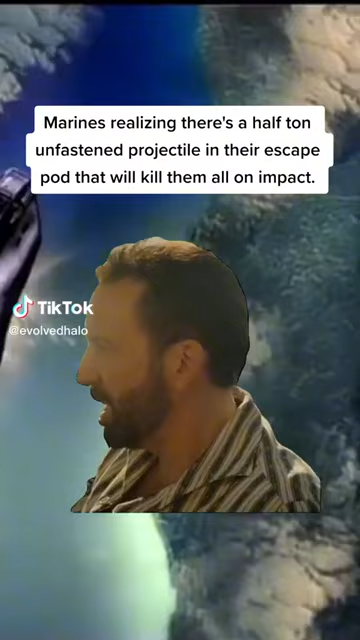 Marines realizing there's a half ton
unfastened projectile in their escape
pod that will kill them all on impact.
TikTok
@evolvedhalo